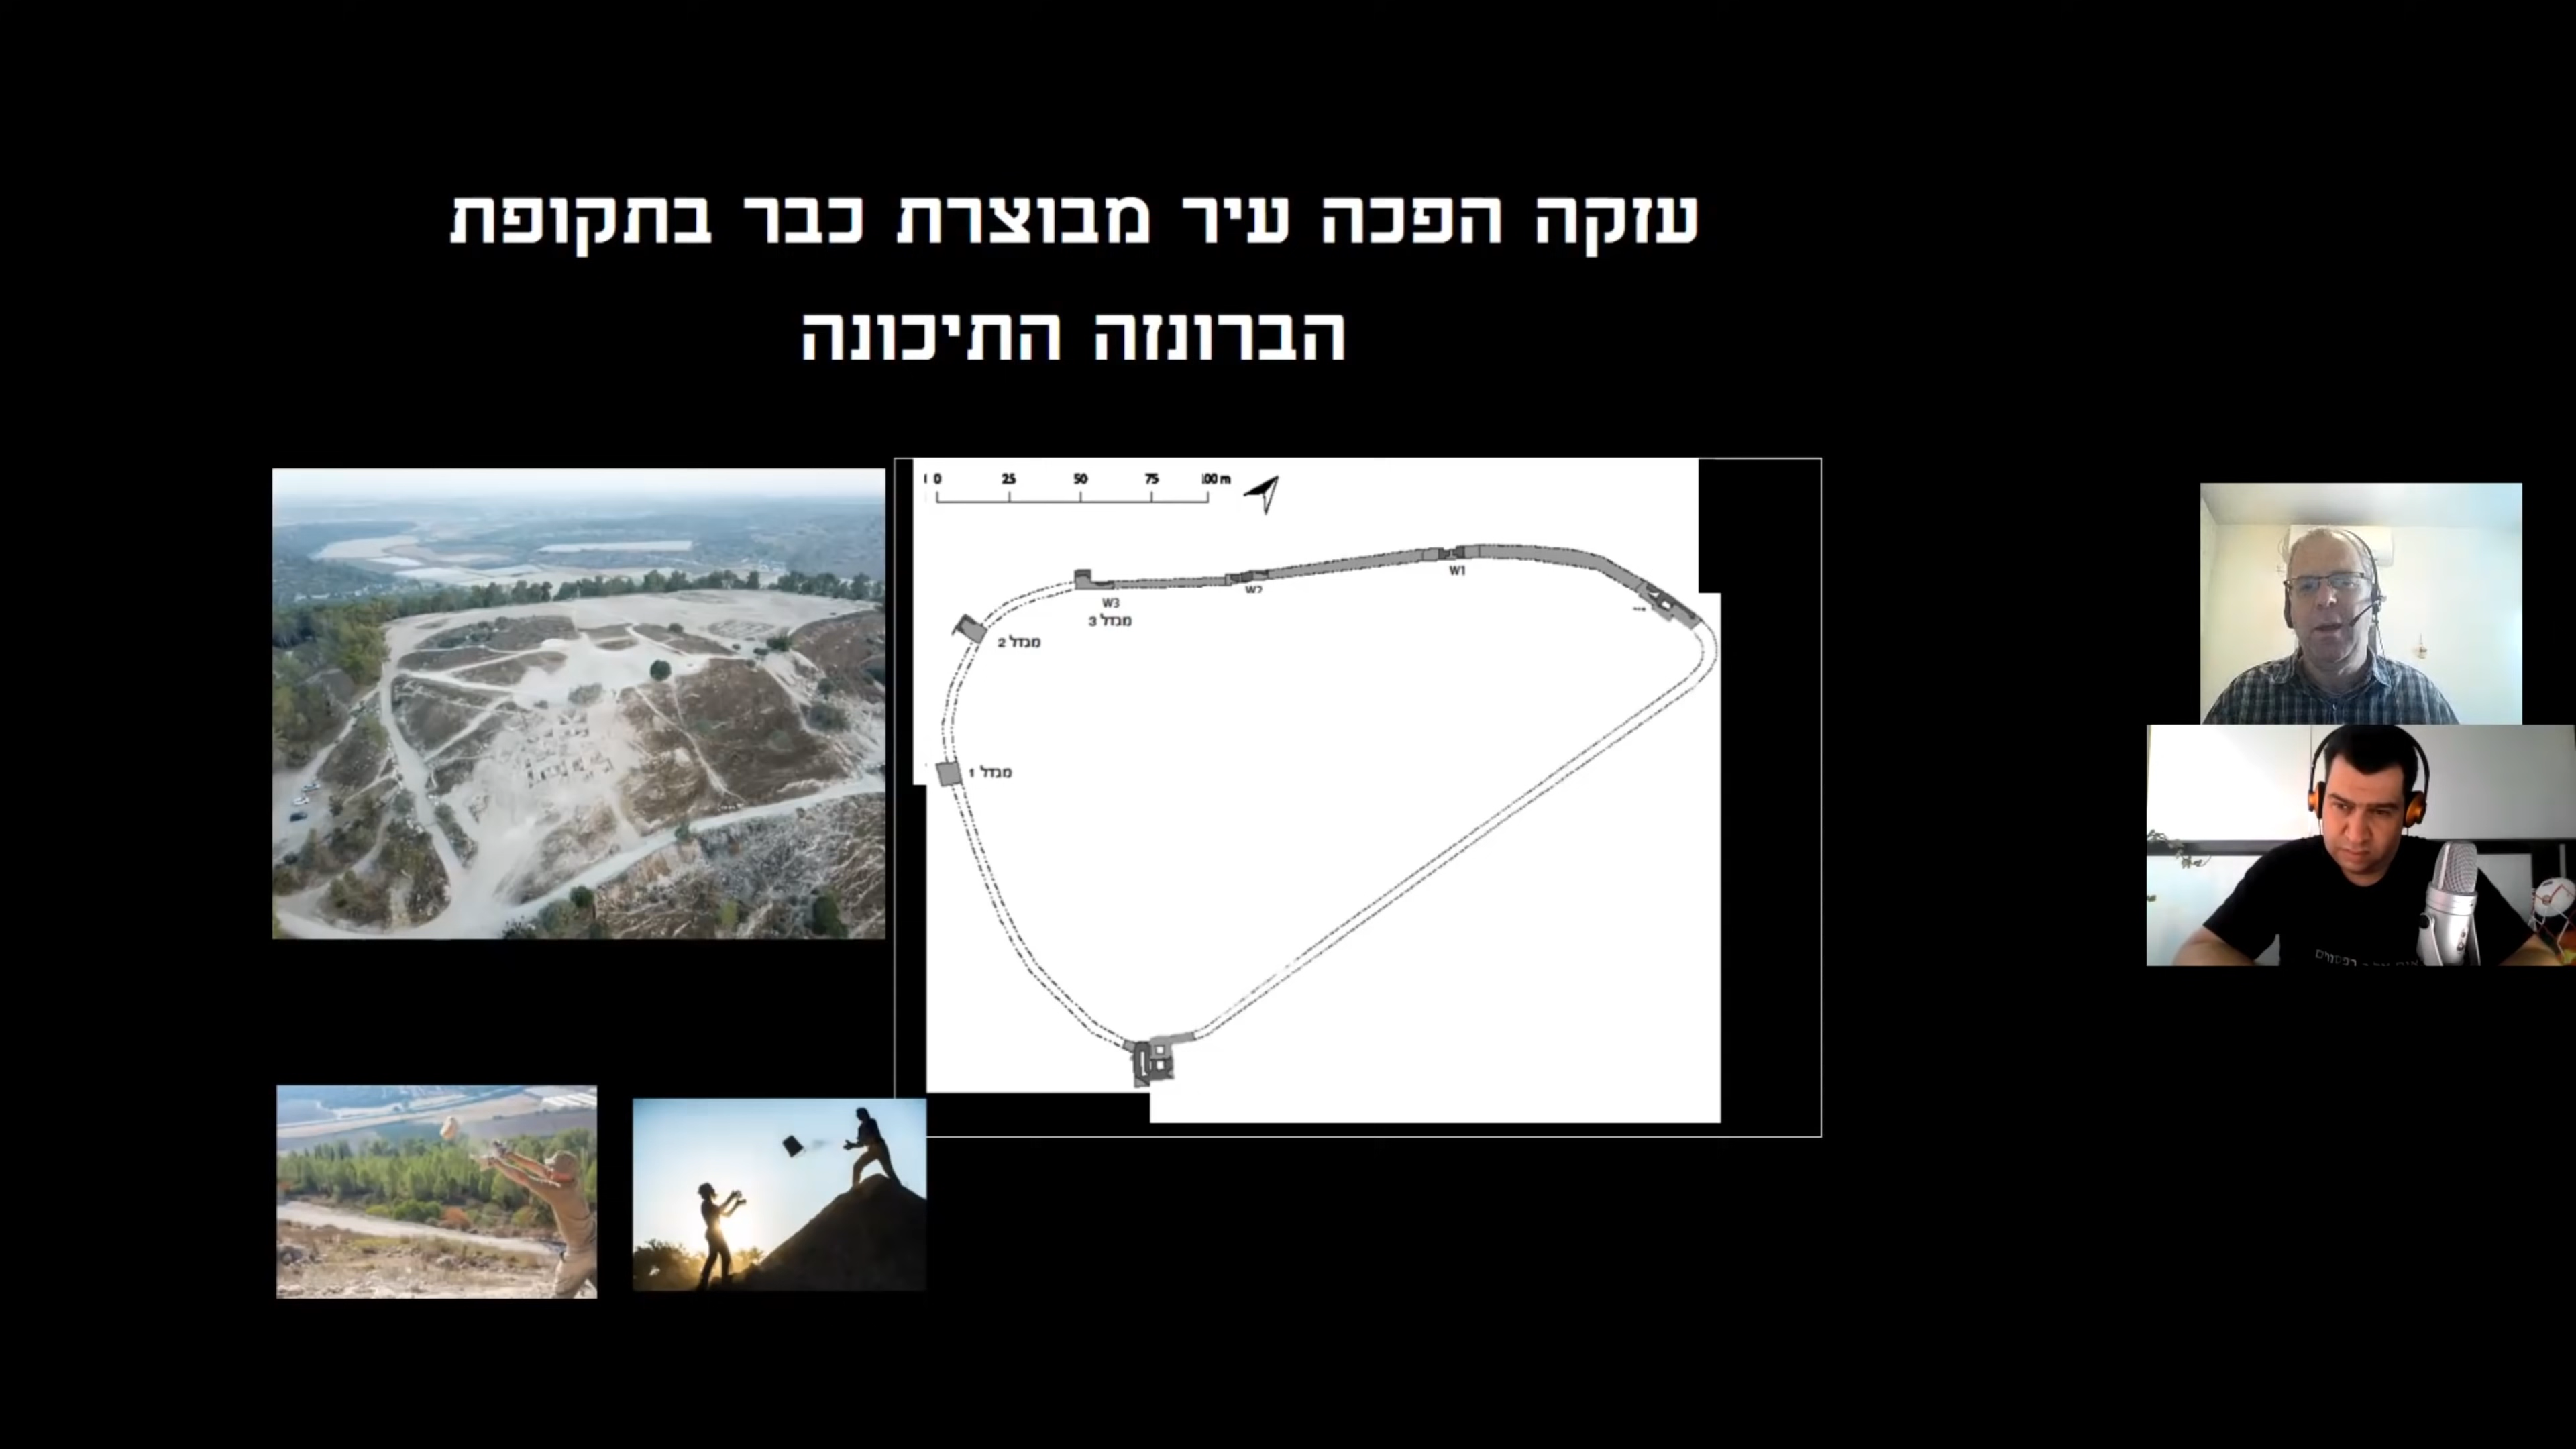 עזקה הפכה עיר מבוצרת כבר בתקופת
הברונזה התיכונה
0 25 50 75 100 m
W1
W2
W3
מגדל 3
מגדל 2
מגדל 1